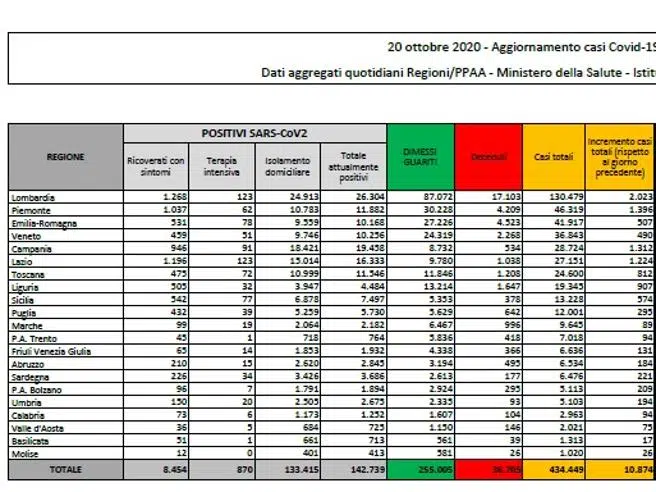 20 ottobre 2020 - Aggiornamento casi Covid-19
Dati aggregati quotidiani Regioni/PPAA - Ministero della Salute - Istitu
REGIONE
POSITIVI SARS-CoV2
Ricoverati con sintomi
Terapia intensiva
Isolamento domiciliare
Totale attualmente positivi
DIMESSI GUARITI
Deceduti
Casi totali
Incremento casi totali (rispetto al giorno precedente)
Lombardia 1.268 123 24.913 26.304 87.072 17.103 130.479 2.023
Piemonte 1.037 62 10.783 11.882 30.228 4.209 46.319 1.396
Emilia-Romagna 531 78 9.559 10.168 27.226 4.523 41.917 507
Veneto 459 51 9.746 10.256 24.319 2.268 36.843 490
Campania 946 91 18.421 19.458 8.732 534 28.724 1.312
Lazio 1.196 123 15.014 16.333 9.780 1.038 27.151 1.224
Toscana 475 72 10.999 11.546 11.846 1.208 24.600 812
Liguria 505 32 3.947 4.484 13.214 1.647 19.345 907
Sicilia 542 77 6.878 7.497 5.353 378 13.228 574
Puglia 432 39 5.259 5.730 5.629 642 12.001 295
Marche 99 19 2.064 2.182 6.467 996 9.645 89
P.A. Trento 45 1 718 764 5.836 418 7.018 94
Friuli Venezia Giulia 65 14 1.853 1.932 4.338 366 6.636 131
Abruzzo 210 15 2.620 2.845 3.194 495 6.534 184
Sardegna 226 34 3.426 3.686 2.613 177 6.476 221
P.A. Bolzano 96 7 1.791 1.894 2.924 295 5.113 209
Umbria 150 20 2.505 2.675 2.335 93 5.103 194
Calabria 73 6 1.173 1.252 1.607 104 2.963 94
Valle d'Aosta 36 5 684 725 1.150 146 2.021 75
Basilicata 51 1 661 713 561 39 1.313 17
Molise 12 0 401 413 581 26 1.020 26
TOTALE 8.454 870 133.415 142.739 255.005 36.705 434.449 10.874